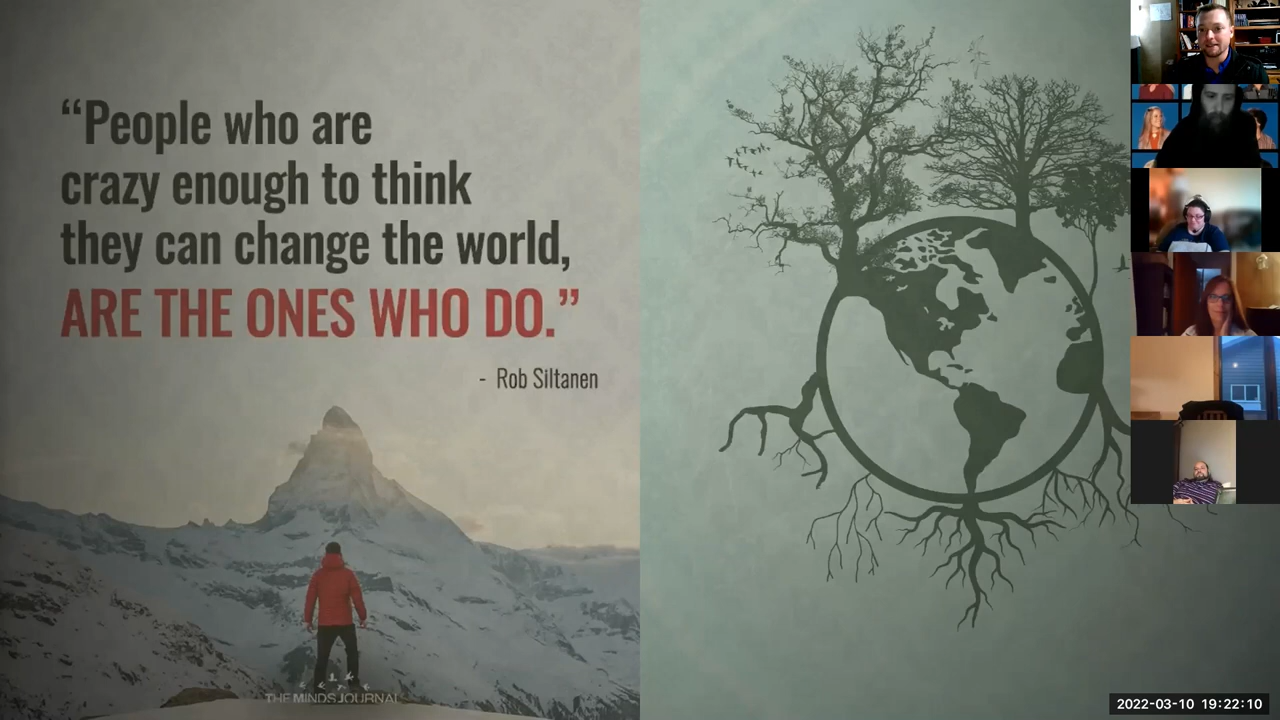 “People who are
crazy enough to think
they can change the world,
ARE THE ONES WHO DO.”
- Rob Siltanen
THE MINDS JOURNAL
2022-03-10 19:22:10